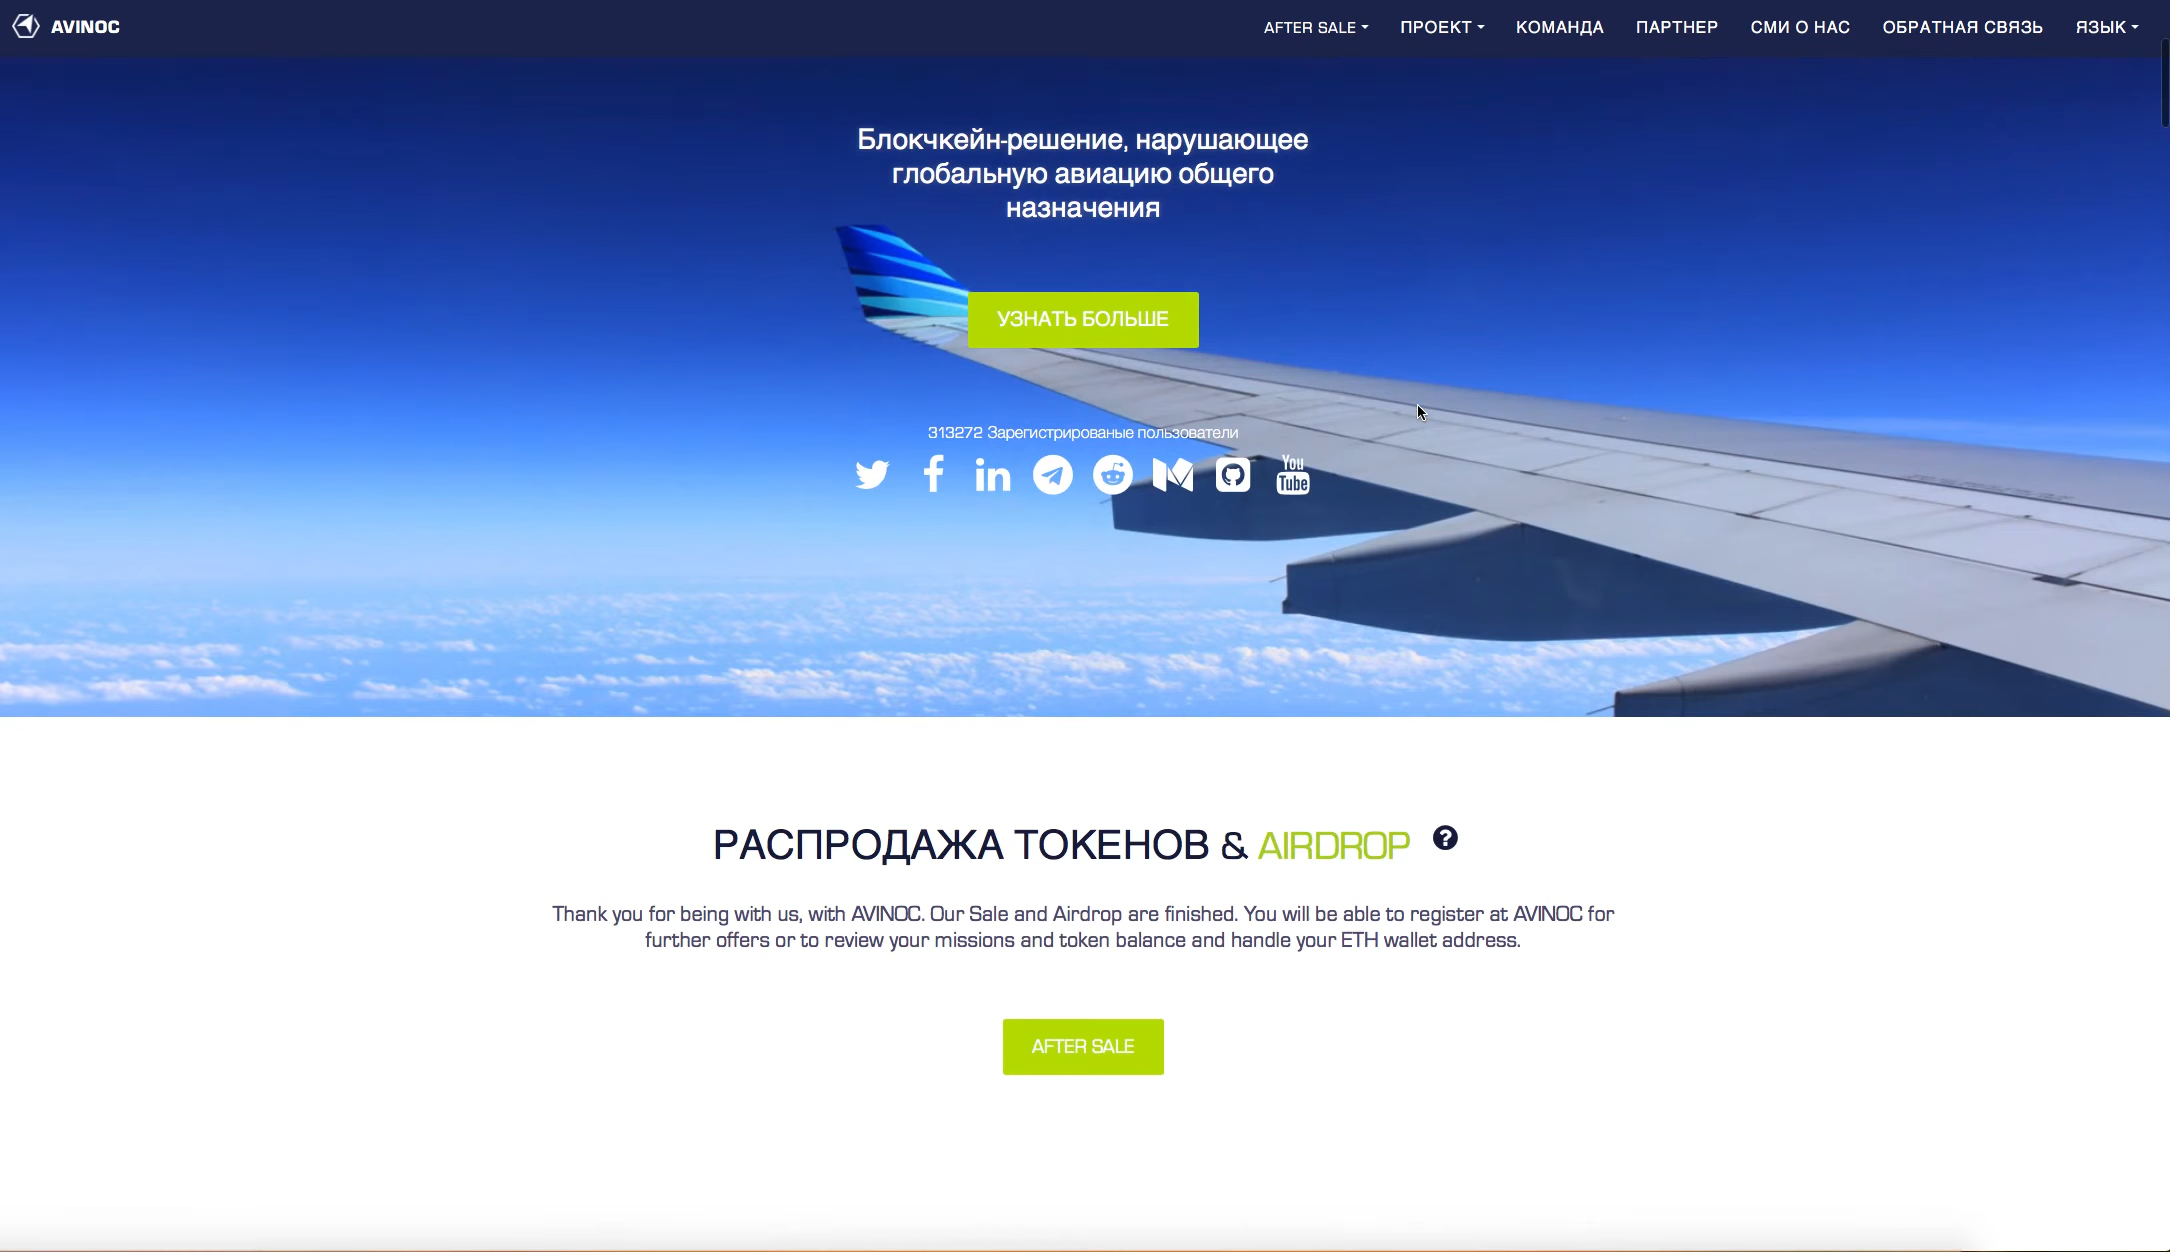 AVINOC
AFTER SALE ПРОЕКТ КОМАНДА ПАРТНЕР СМИ О НАС ОБРАТНАЯ СВЯЗЬ ЯЗЫК
Блокчкейн-решение, нарушающее
глобальную авиацию общего
назначения
УЗНАТЬ БОЛЬШЕ
313272 Зарегистрированые пользователи
You
Tube
РАСПРОДАЖА ТОКЕНОВ & AIRDROP ?
Thank you for being with us, with AVINOC. Our Sale and Airdrop are finished. You will be able to register at AVINOC for
further offers or to review your missions and token balance and handle your ETH wallet address.
AFTER SALE